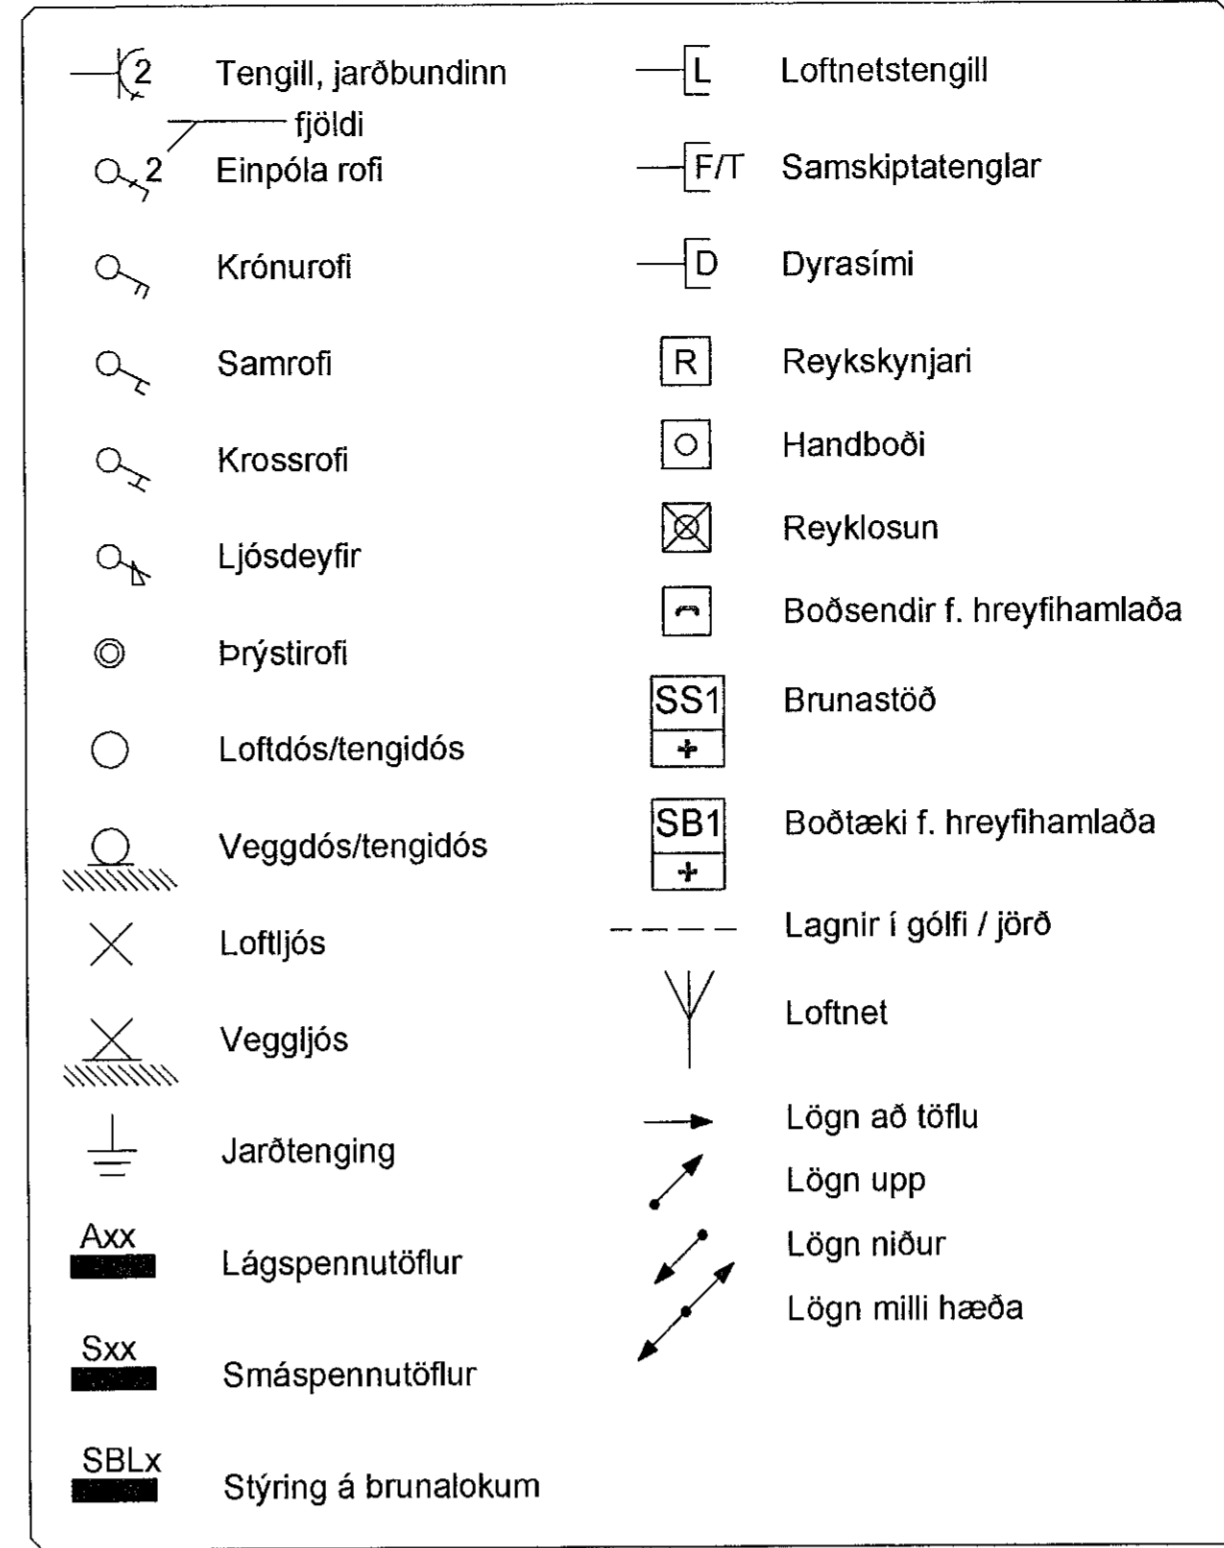 2 Tengill, jarðbundinn
fjöldi
2 Einpóla rofi
Krónurofi
Samrofi
Krossrofi
Ljósdeyfir
Þrýstirofi
Loftdós/tengidós
Veggdós/tengidós
Loftljós
Veggljós
Jarðtenging
Axx
Lágspennutöflur
Sxx
Smáspennutöflur
SBLx
Stýring á brunalokum
L Loftnetstengill
F/T Samskiptatenglar
D Dyrasími
R Reykskynjari
Handboði
Reyklosun
Boðsendir f. hreyfihamlaða
SS1 Brunastöð
+
SB1 Boðtæki f. hreyfihamlaða
+
Lagnir í gólfi / jörð
Loftnet
Lögn að töflu
Lögn upp
Lögn niður
Lögn milli hæða